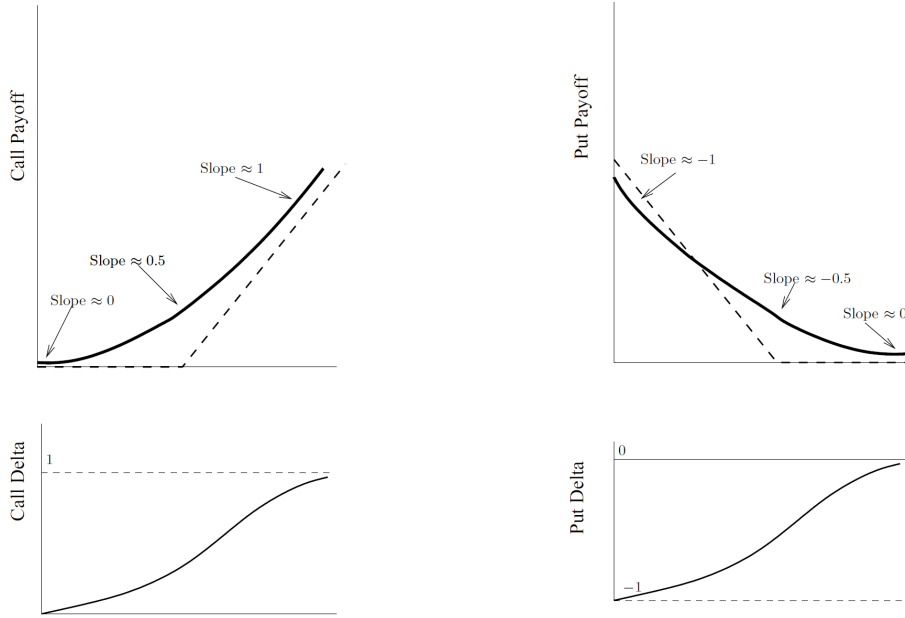 Call Payoff
Slope ≈ 1
Slope ≈ 0.5
Slope ≈ 0
Put Payoff
Slope ≈ −1
Slope ≈ −0.5
Slope ≈ 0
Call Delta
1
Put Delta
0
−1